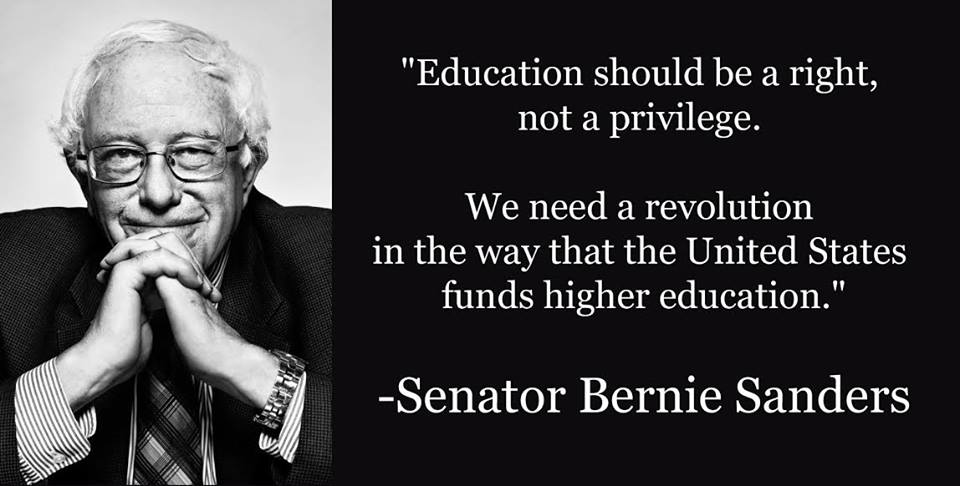 "Education should be a right,
not a privilege.
We need a revolution
in the way that the United States
funds higher education."
-Senator Bernie Sanders